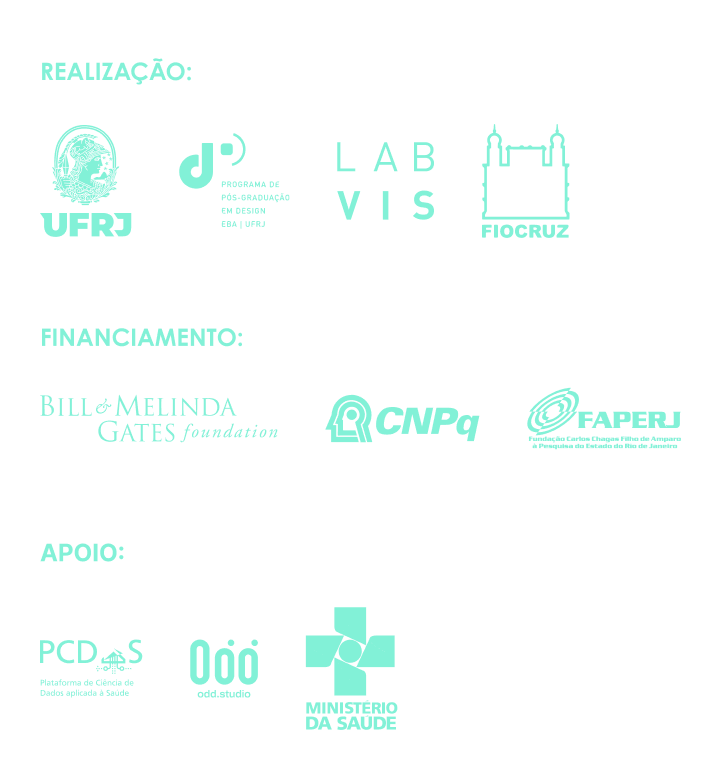 REALIZAÇÃO:
UFRJ
d
PROGRAMA DE
PÓS-GRADUAÇÃO
EM DESIGN
EBA | UFRJ
LAB
VIS
FIOCRUZ
FINANCIAMENTO:
BILL & MELINDA
GATES foundation
CNPq
FAPERJ
Fundação Carlos Chagas Filho de Amparo
à Pesquisa do Estado do Rio de Janeiro
APOIO:
PCDaS
Plataforma de Ciência de
Dados aplicada à Saúde
odd
odd.studio
MINISTÉRIO
DA SAÚDE